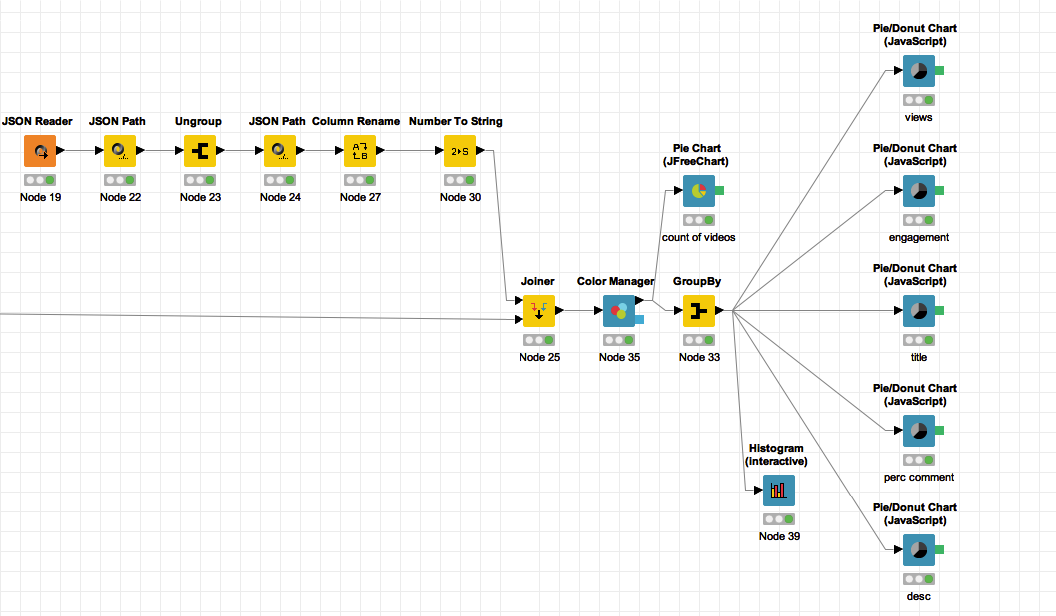 Pie/Donut Chart
(JavaScript)
views
JSON Reader
JSON Path
Ungroup
JSON Path
Column Rename
Number To String
A
B
2▸S
Node 19
Node 22
Node 23
Node 24
Node 27
Node 30
Pie Chart
(JFreeChart)
count of videos
Pie/Donut Chart
(JavaScript)
engagement
Joiner
Color Manager
GroupBy
Node 25
Node 35
Node 33
Pie/Donut Chart
(JavaScript)
title
Pie/Donut Chart
(JavaScript)
perc comment
Histogram
(interactive)
Node 39
Pie/Donut Chart
(JavaScript)
desc